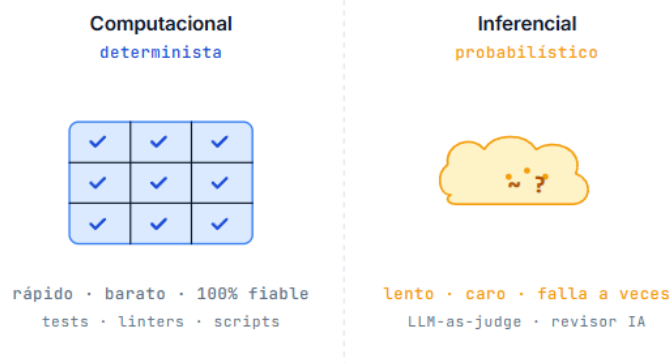 Computacional
determinista
rápido · barato · 100% fiable
tests · linters · scripts
Inferencial
probabilístico
~ ?
lento · caro · falla a veces
LLM-as-judge · revisor IA